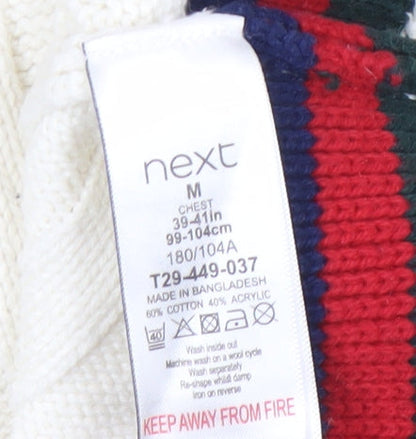 next
M
CHEST
39-41in
99-104cm
180/104A
T29-449-037
MADE IN BANGLADESH
60% COTTON 40% ACRYLIC
40
Wash inside out
Machine wash on a wool cycle
Wash separately
Re-shape whilst damp
Iron on reverse
KEEP AWAY FROM FIRE